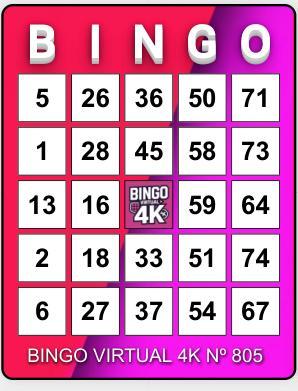 B I N G O
5 26 36 50 71
1 28 45 58 73
13 16 BINGO VIRTUAL 4K 59 64
2 18 33 51 74
6 27 37 54 67
BINGO VIRTUAL 4K Nº 805